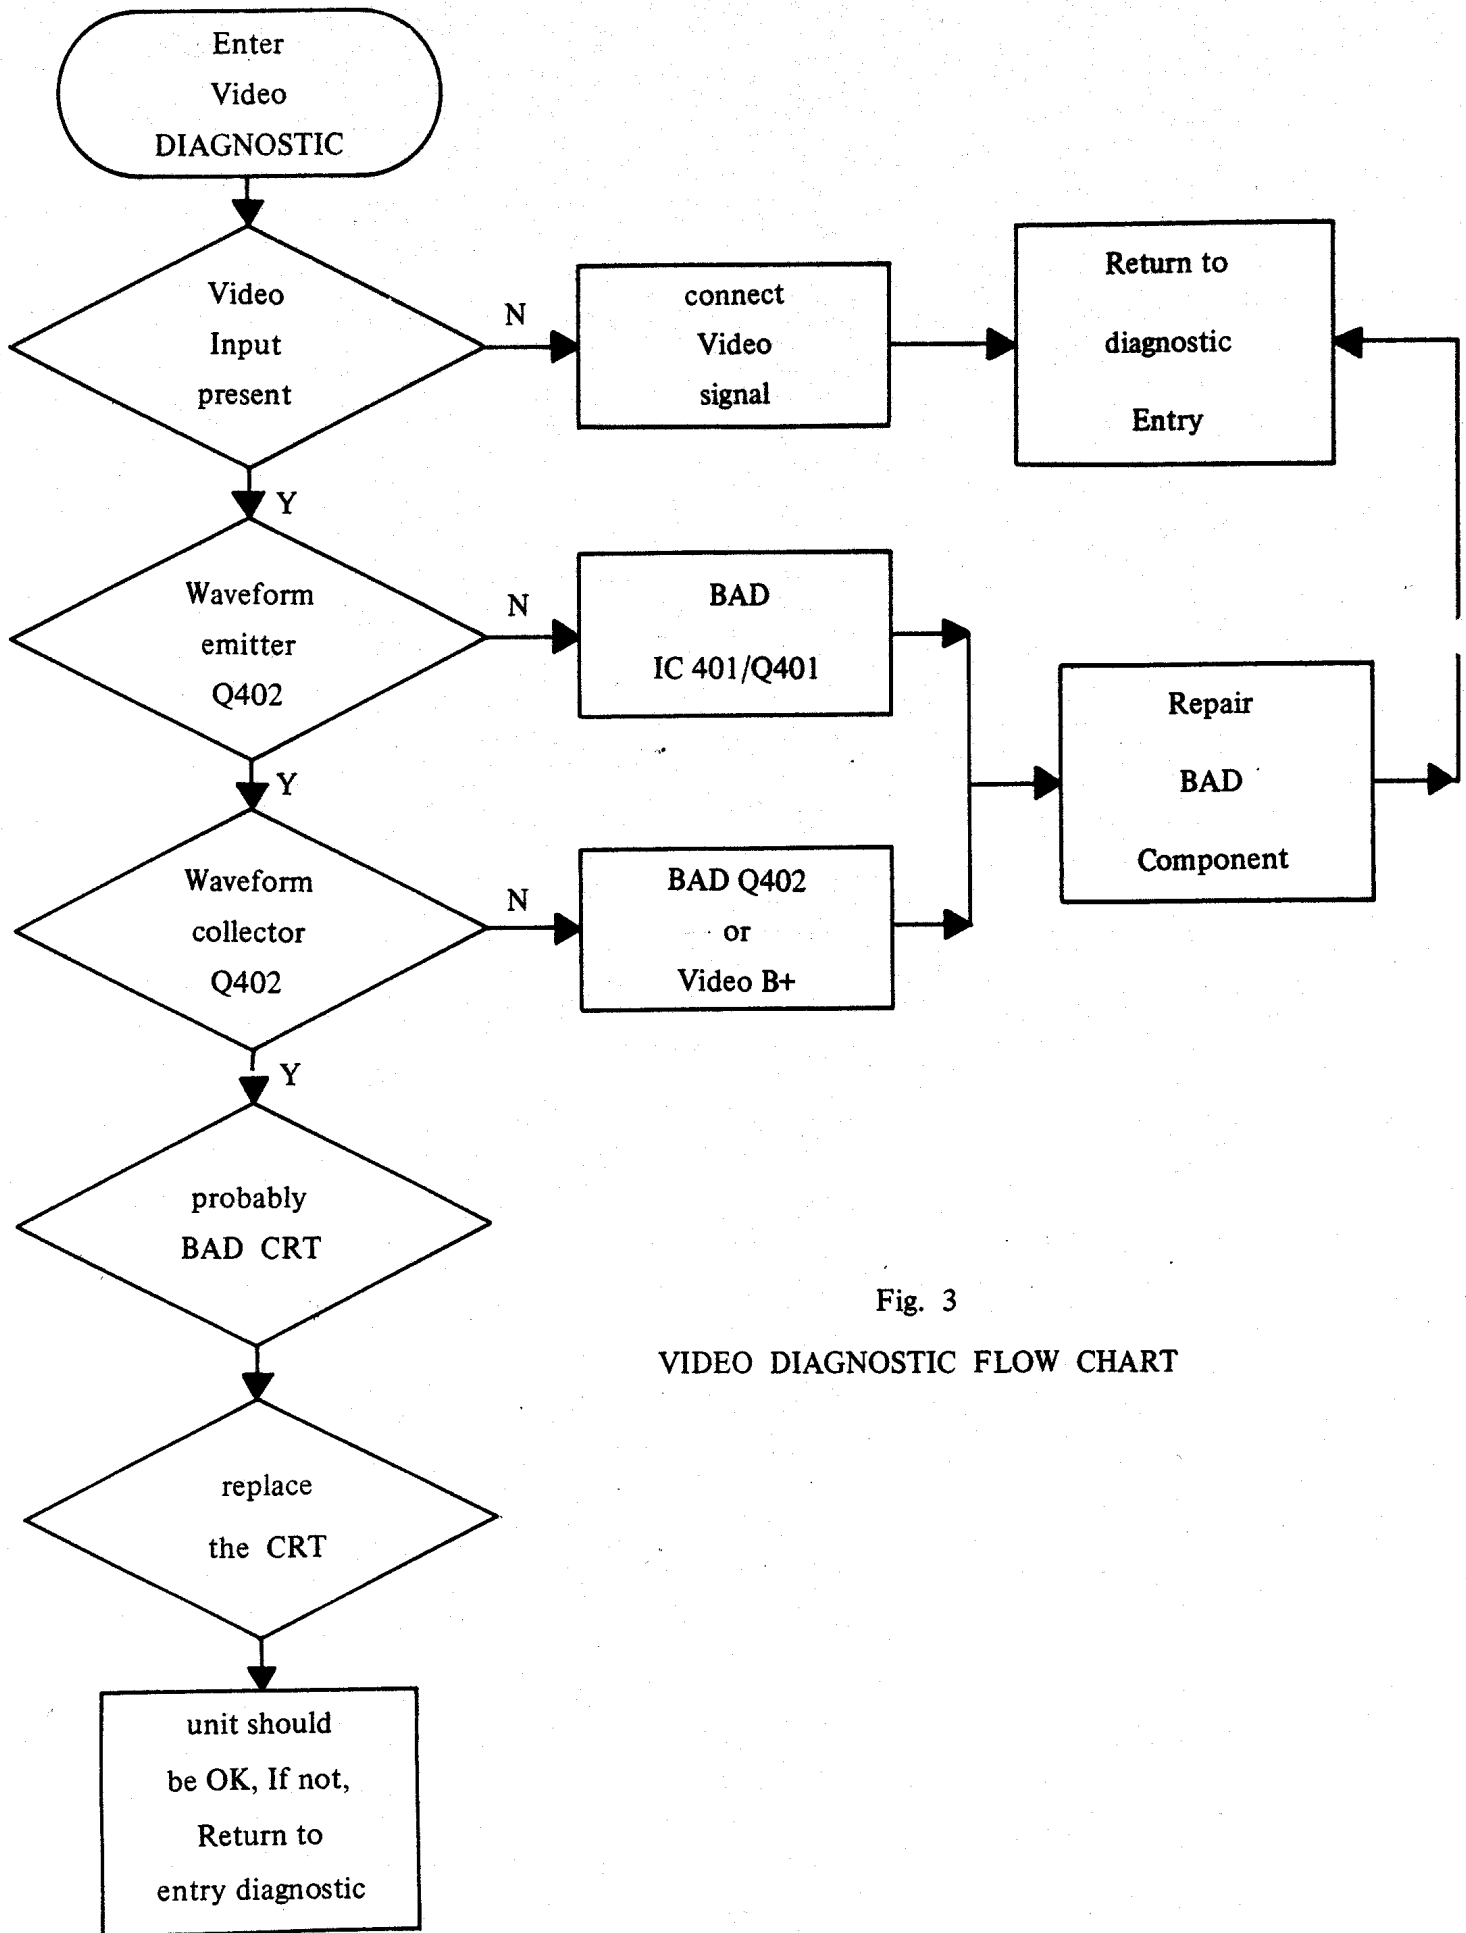 Enter
Video
DIAGNOSTIC
Video
Input
present
N
connect
Video
signal
Return to
diagnostic
Entry
Y
Waveform
emitter
Q402
N
BAD
IC 401/Q401
Repair
BAD
Component
Y
Waveform
collector
Q402
N
BAD Q402
or
Video B+
Y
probably
BAD CRT
Fig. 3
VIDEO DIAGNOSTIC FLOW CHART
replace
the CRT
unit should
be OK, If not,
Return to
entry diagnostic